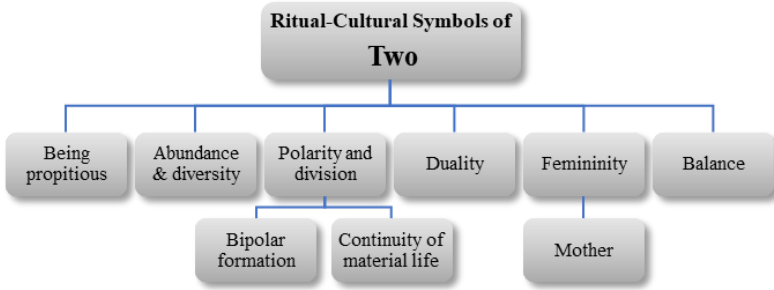 Ritual-Cultural Symbols of
Two
Being
propitious
Abundance
& diversity
Polarity and
division
Duality
Femininity
Balance
Bipolar
formation
Continuity of
material life
Mother